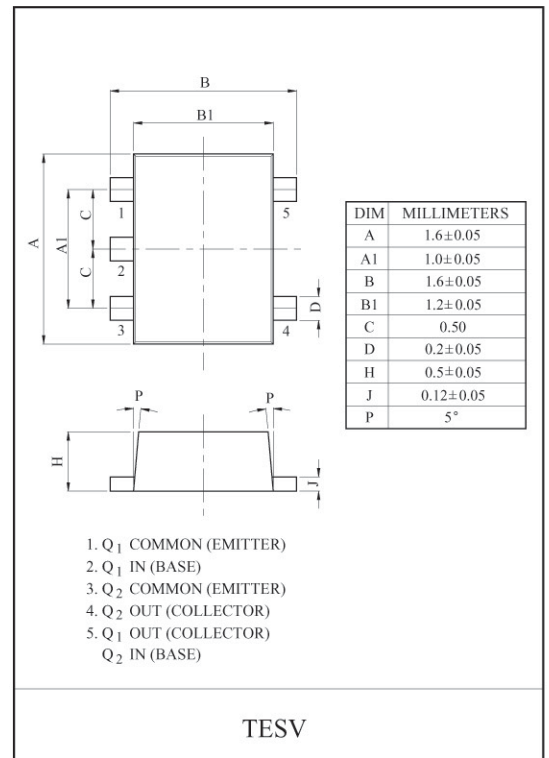 B
B1
1
5
A
A1
C
C
2
D
3
4
DIM MILLIMETERS
A 1.6±0.05
A1 1.0±0.05
B 1.6±0.05
B1 1.2±0.05
C 0.50
D 0.2±0.05
H 0.5±0.05
J 0.12±0.05
P 5°
P
P
H
J
1. Q1 COMMON (EMITTER)
2. Q1 IN (BASE)
3. Q2 COMMON (EMITTER)
4. Q2 OUT (COLLECTOR)
5. Q1 OUT (COLLECTOR)
Q2 IN (BASE)
TESV